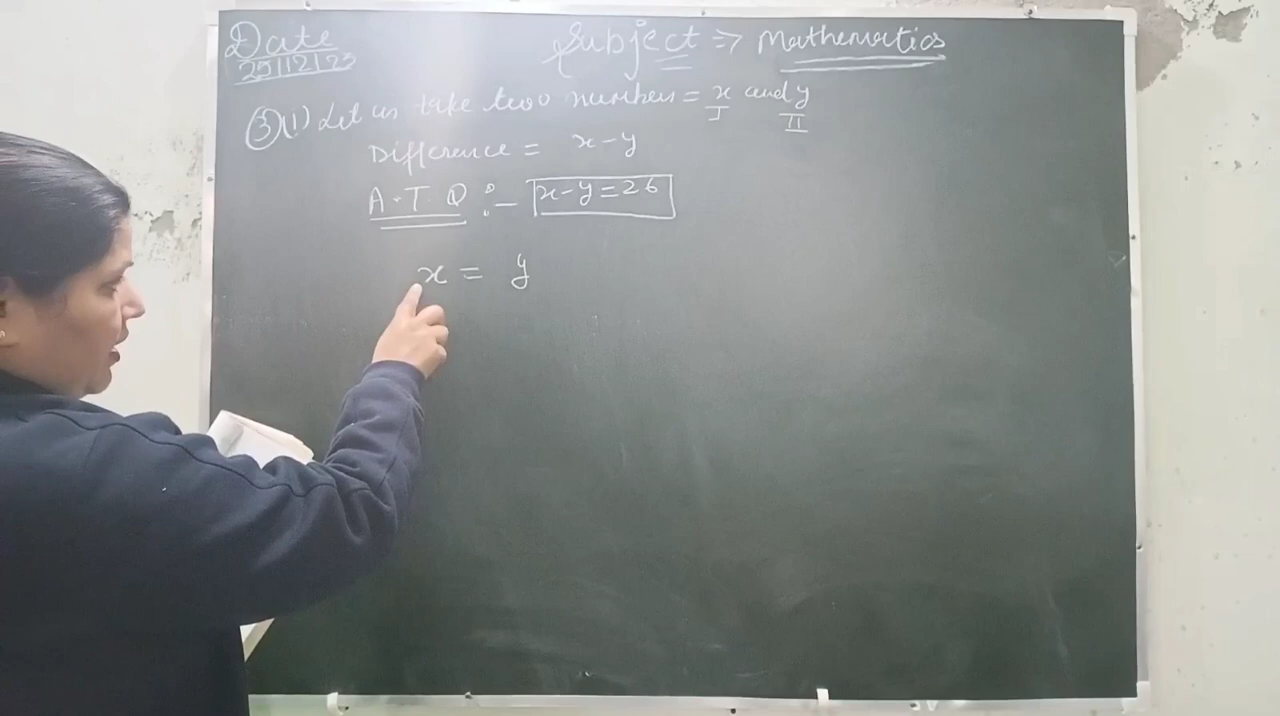 Date
25/12/23
Subject ⇒ Mathematics
③(1) Let us take two numbers = x and y
I II
Difference = x-y
A.T.Q :- x-y=26
x = y